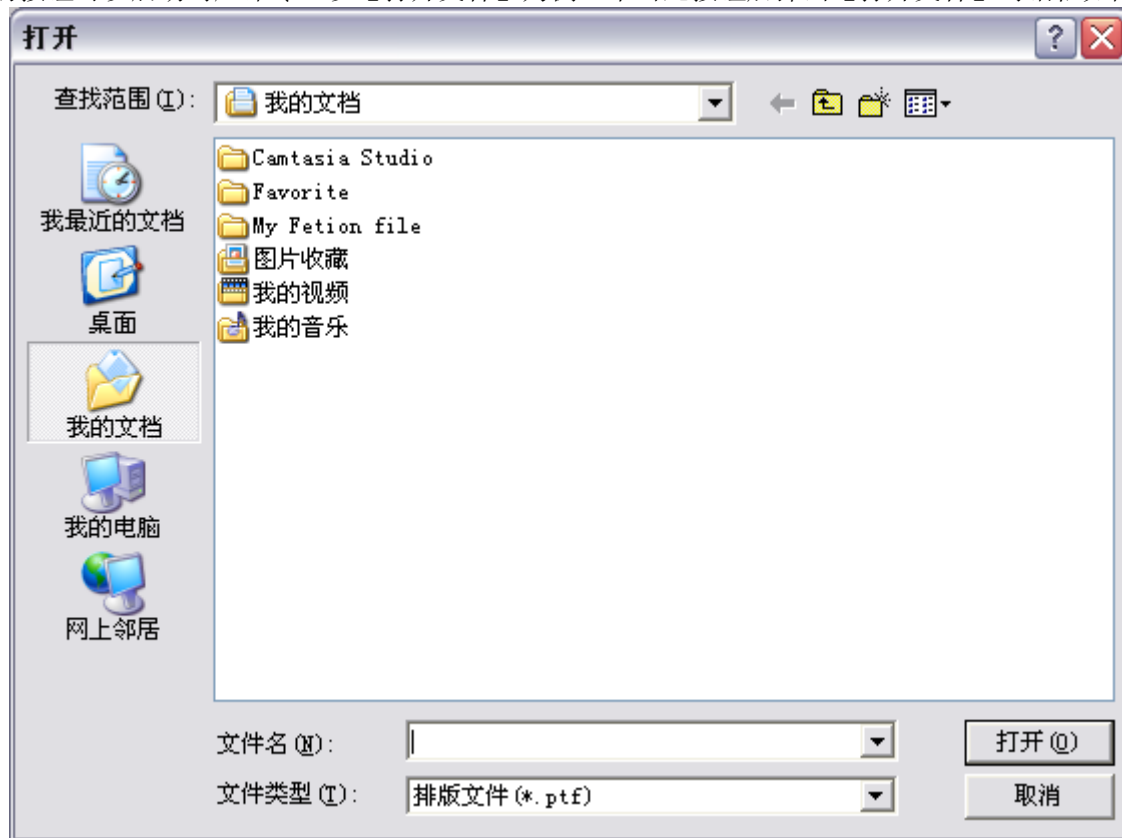 打开
查找范围(I):
我的文档
Camtasia Studio
Favorite
My Fetion file
图片收藏
我的视频
我的音乐
我最近的文档
桌面
我的文档
我的电脑
网上邻居
文件名(N):
打开(O)
文件类型(T):
排版文件(*.ptf)
取消